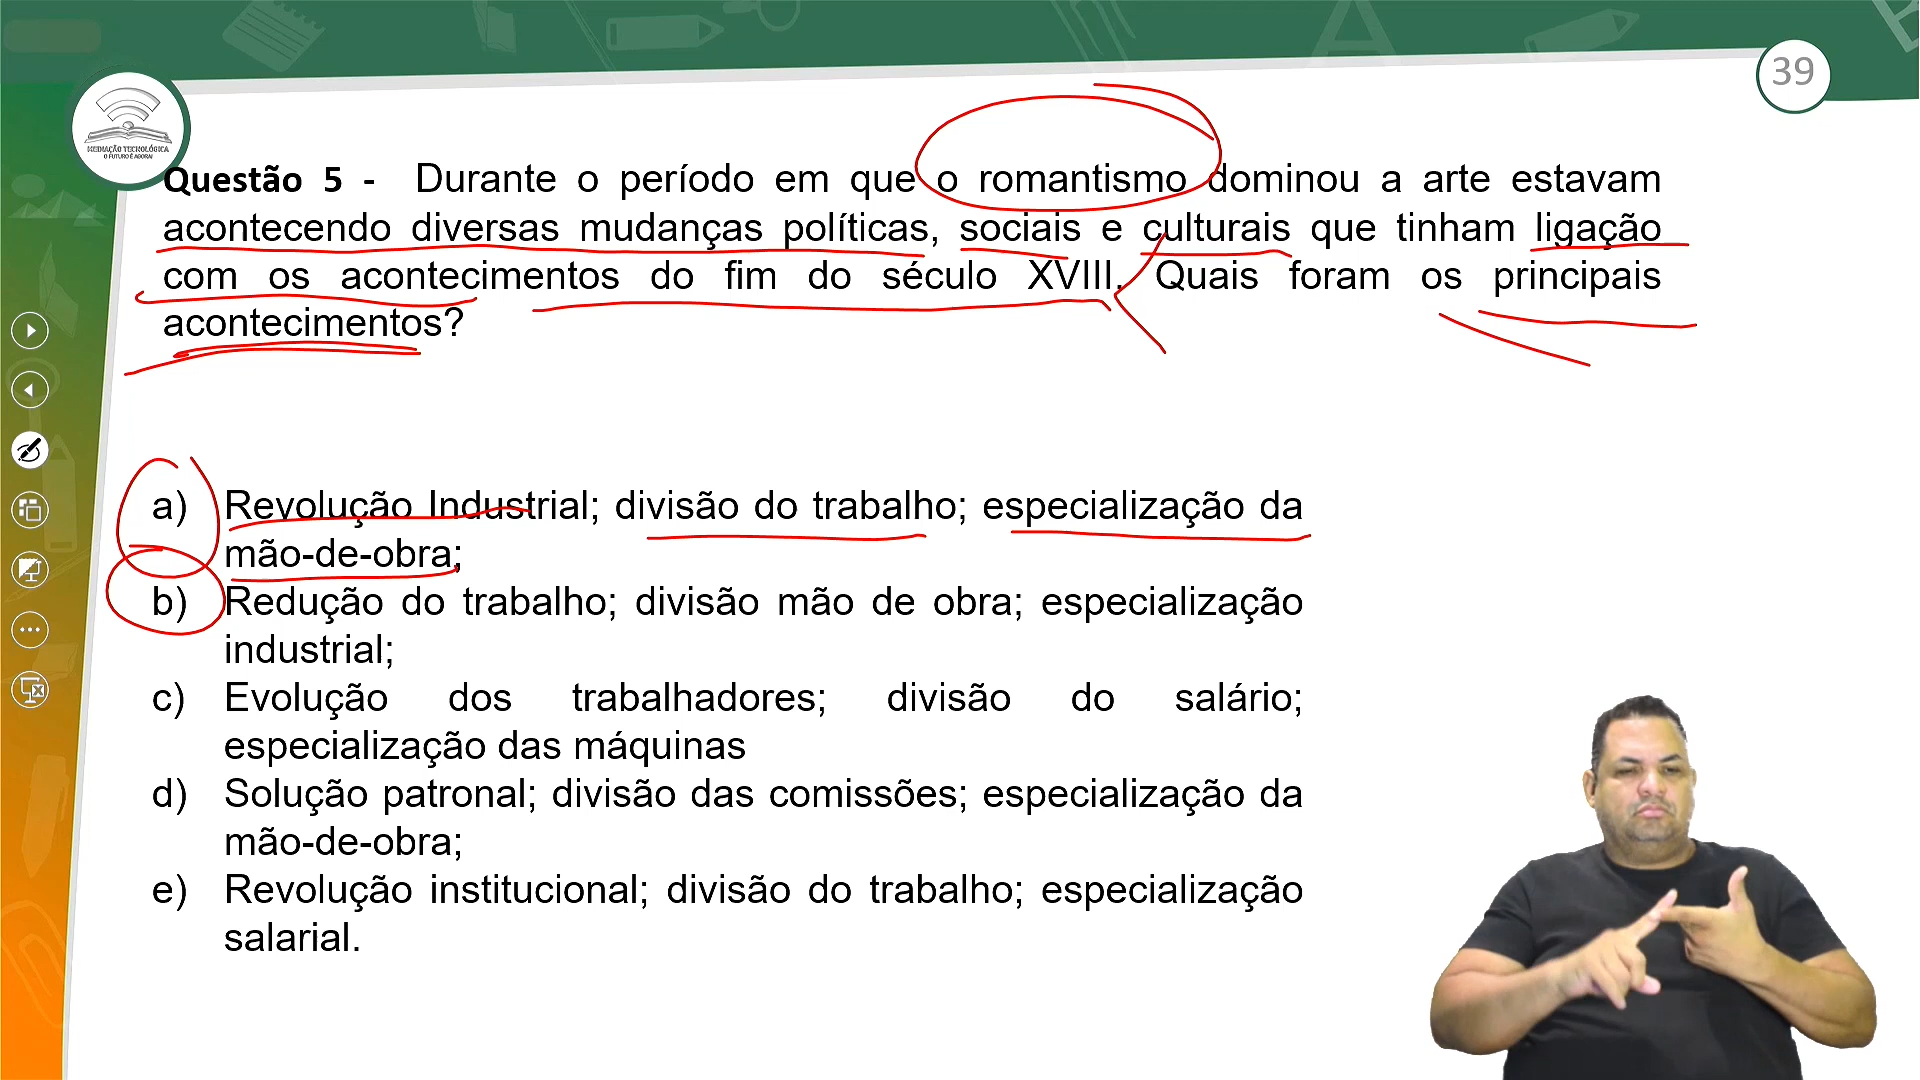 39
MEDIAÇÃO TECNOLÓGICA
O FUTURO É AGORA!
Questão 5 - Durante o período em que o romantismo dominou a arte estavam
acontecendo diversas mudanças políticas, sociais e culturais que tinham ligação
com os acontecimentos do fim do século XVIII. Quais foram os principais
acontecimentos?
a) Revolução Industrial; divisão do trabalho; especialização da
mão-de-obra;
b) Redução do trabalho; divisão mão de obra; especialização
industrial;
c) Evolução dos trabalhadores; divisão do salário;
especialização das máquinas
d) Solução patronal; divisão das comissões; especialização da
mão-de-obra;
e) Revolução institucional; divisão do trabalho; especialização
salarial.